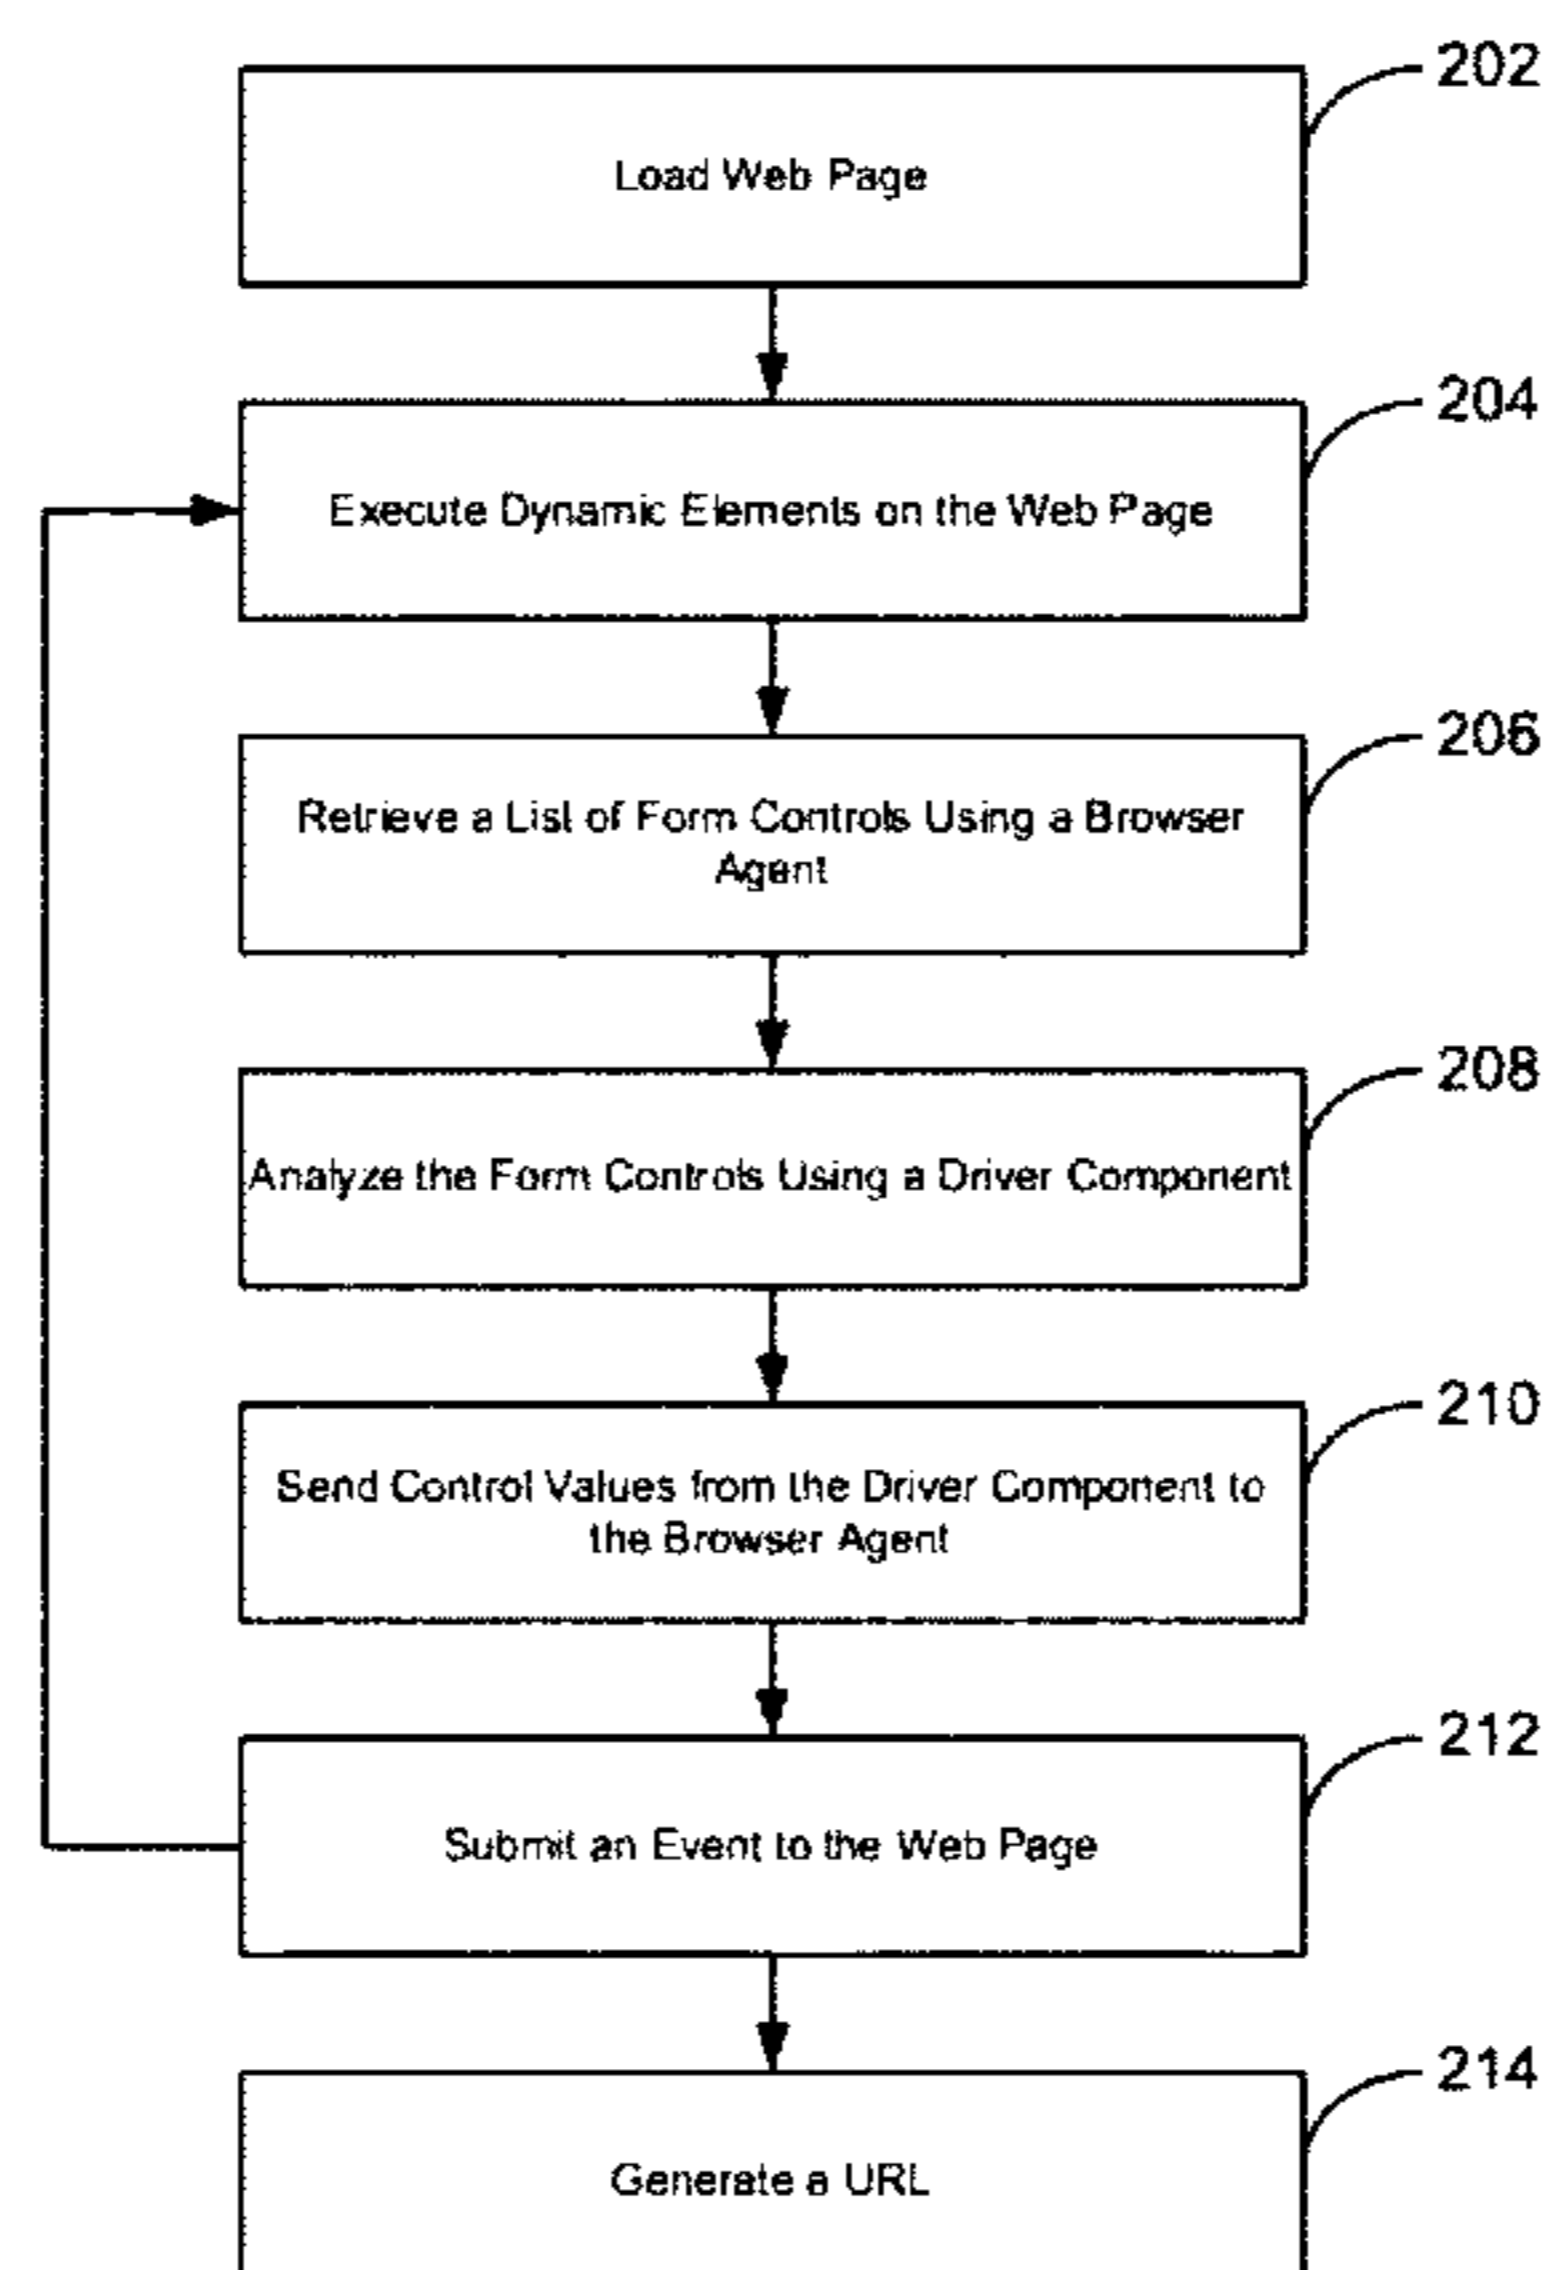 202
Load Web Page
204
Execute Dynamic Elements on the Web Page
206
Retrieve a List of Form Controls Using a Browser
Agent
208
Analyze the Form Controls Using a Driver Component
210
Send Control Values from the Driver Component to
the Browser Agent
212
Submit an Event to the Web Page
214
Generate a URL